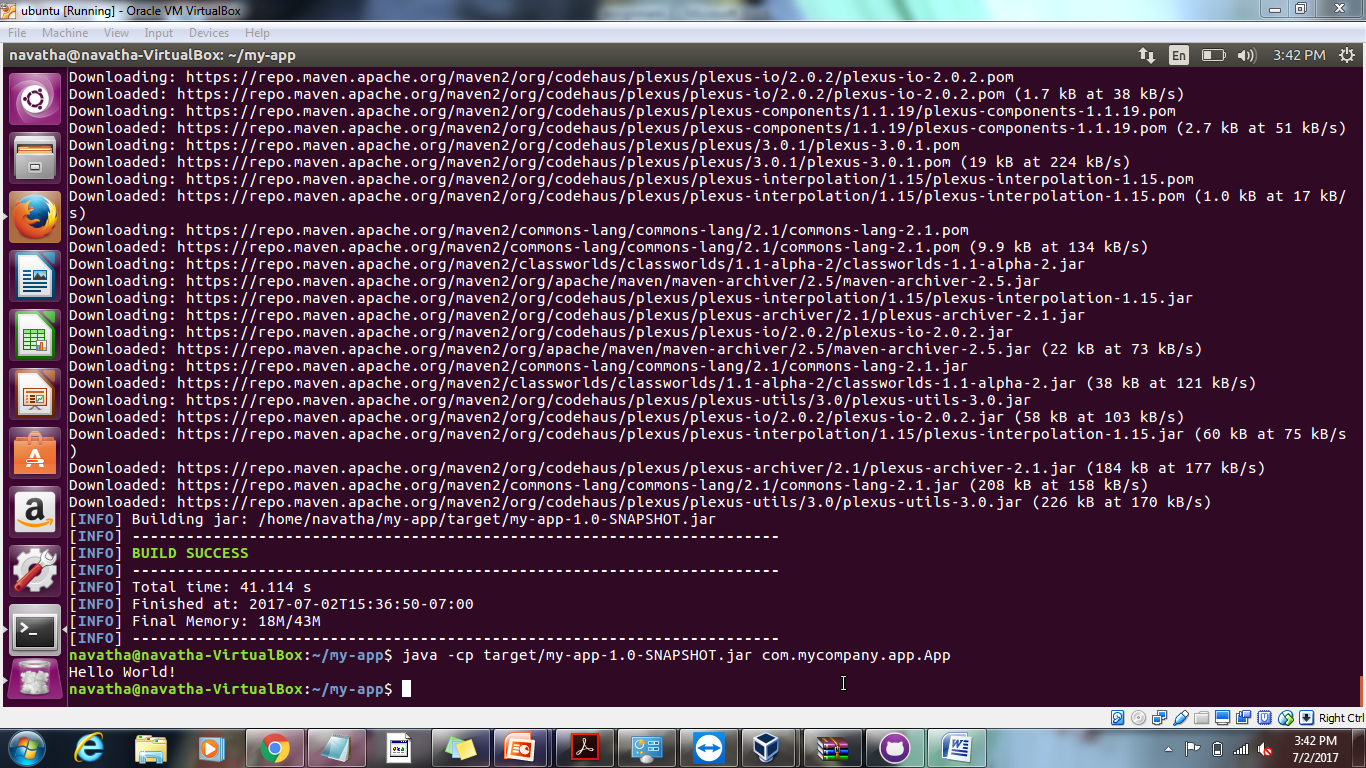 ubuntu [Running] - Oracle VM VirtualBox
File Machine View Input Devices Help
navatha@navatha-VirtualBox: ~/my-app En 3:42 PM
Downloading: https://repo.maven.apache.org/maven2/org/codehaus/plexus/plexus-io/2.0.2/plexus-io-2.0.2.pom
Downloaded: https://repo.maven.apache.org/maven2/org/codehaus/plexus/plexus-io/2.0.2/plexus-io-2.0.2.pom (1.7 kB at 38 kB/s)
Downloading: https://repo.maven.apache.org/maven2/org/codehaus/plexus/plexus-components/1.1.19/plexus-components-1.1.19.pom
Downloaded: https://repo.maven.apache.org/maven2/org/codehaus/plexus/plexus-components/1.1.19/plexus-components-1.1.19.pom (2.7 kB at 51 kB/s)
Downloading: https://repo.maven.apache.org/maven2/org/codehaus/plexus/plexus/3.0.1/plexus-3.0.1.pom
Downloaded: https://repo.maven.apache.org/maven2/org/codehaus/plexus/plexus/3.0.1/plexus-3.0.1.pom (19 kB at 224 kB/s)
Downloading: https://repo.maven.apache.org/maven2/org/codehaus/plexus/plexus-interpolation/1.15/plexus-interpolation-1.15.pom
Downloaded: https://repo.maven.apache.org/maven2/org/codehaus/plexus/plexus-interpolation/1.15/plexus-interpolation-1.15.pom (1.0 kB at 17 kB/
s)
Downloading: https://repo.maven.apache.org/maven2/commons-lang/commons-lang/2.1/commons-lang-2.1.pom
Downloaded: https://repo.maven.apache.org/maven2/commons-lang/commons-lang/2.1/commons-lang-2.1.pom (9.9 kB at 134 kB/s)
Downloading: https://repo.maven.apache.org/maven2/classworlds/classworlds/1.1-alpha-2/classworlds-1.1-alpha-2.jar
Downloading: https://repo.maven.apache.org/maven2/org/apache/maven/maven-archiver/2.5/maven-archiver-2.5.jar
Downloading: https://repo.maven.apache.org/maven2/org/codehaus/plexus/plexus-interpolation/1.15/plexus-interpolation-1.15.jar
Downloading: https://repo.maven.apache.org/maven2/org/codehaus/plexus/plexus-archiver/2.1/plexus-archiver-2.1.jar
Downloading: https://repo.maven.apache.org/maven2/org/codehaus/plexus/plexus-io/2.0.2/plexus-io-2.0.2.jar
Downloaded: https://repo.maven.apache.org/maven2/org/apache/maven/maven-archiver/2.5/maven-archiver-2.5.jar (22 kB at 73 kB/s)
Downloading: https://repo.maven.apache.org/maven2/commons-lang/commons-lang/2.1/commons-lang-2.1.jar
Downloaded: https://repo.maven.apache.org/maven2/classworlds/classworlds/1.1-alpha-2/classworlds-1.1-alpha-2.jar (38 kB at 121 kB/s)
Downloading: https://repo.maven.apache.org/maven2/org/codehaus/plexus/plexus-utils/3.0/plexus-utils-3.0.jar
Downloaded: https://repo.maven.apache.org/maven2/org/codehaus/plexus/plexus-io/2.0.2/plexus-io-2.0.2.jar (58 kB at 103 kB/s)
Downloaded: https://repo.maven.apache.org/maven2/org/codehaus/plexus/plexus-interpolation/1.15/plexus-interpolation-1.15.jar (60 kB at 75 kB/s
)
Downloaded: https://repo.maven.apache.org/maven2/org/codehaus/plexus/plexus-archiver/2.1/plexus-archiver-2.1.jar (184 kB at 177 kB/s)
Downloaded: https://repo.maven.apache.org/maven2/commons-lang/commons-lang/2.1/commons-lang-2.1.jar (208 kB at 158 kB/s)
Downloaded: https://repo.maven.apache.org/maven2/org/codehaus/plexus/plexus-utils/3.0/plexus-utils-3.0.jar (226 kB at 170 kB/s)
[INFO] Building jar: /home/navatha/my-app/target/my-app-1.0-SNAPSHOT.jar
[INFO] ------------------------------------------------------------------------
[INFO] BUILD SUCCESS
[INFO] ------------------------------------------------------------------------
[INFO] Total time: 41.114 s
[INFO] Finished at: 2017-07-02T15:36:50-07:00
[INFO] Final Memory: 18M/43M
[INFO] ------------------------------------------------------------------------
navatha@navatha-VirtualBox:~/my-app$ java -cp target/my-app-1.0-SNAPSHOT.jar com.mycompany.app.App
Hello World!
navatha@navatha-VirtualBox:~/my-app$
Right Ctrl
3:42 PM
7/2/2017